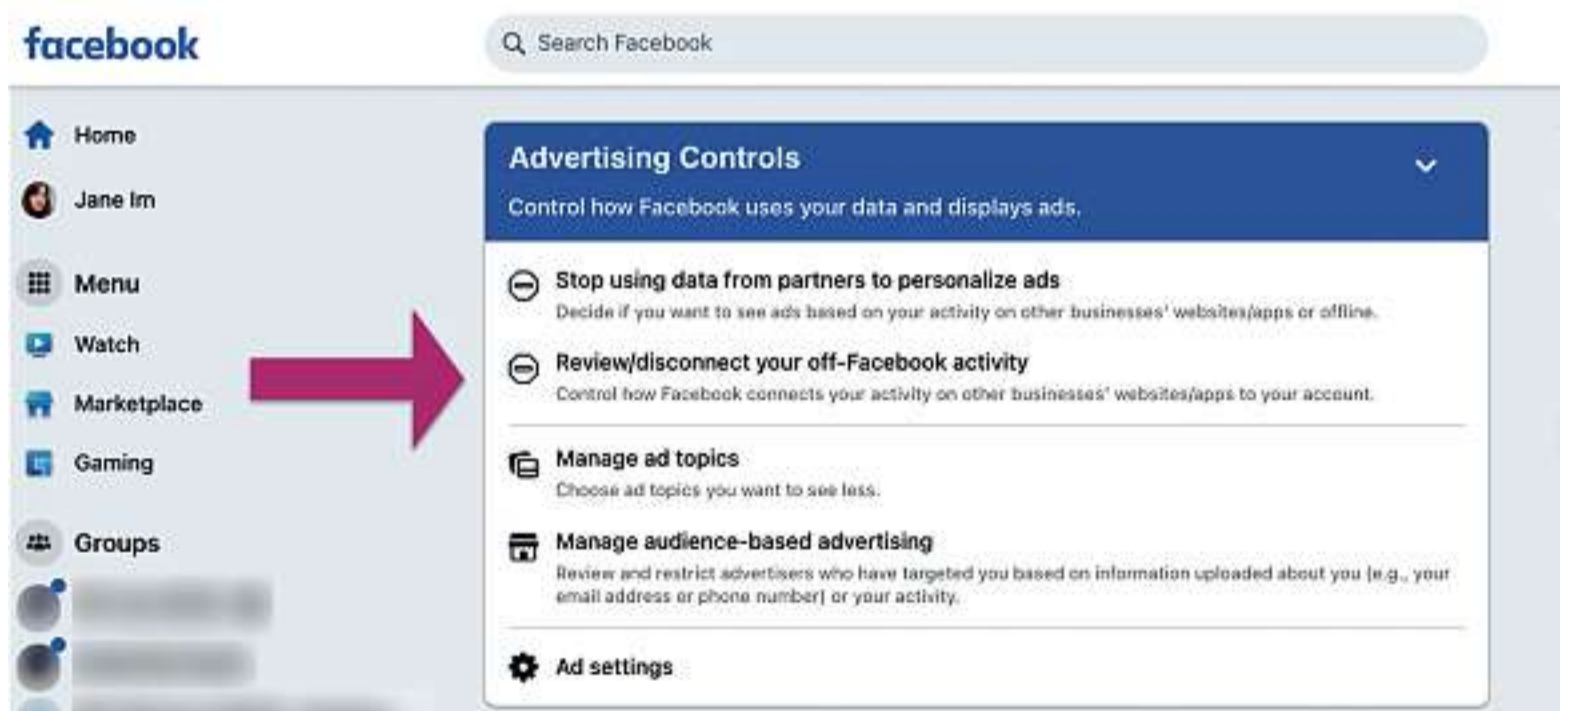 facebook
Search Facebook
Home
Jane Im
Menu
Watch
Marketplace
Gaming
Groups
Advertising Controls
Control how Facebook uses your data and displays ads.
Stop using data from partners to personalize ads
Decide if you want to see ads based on your activity on other businesses' websites/apps or offline.
Review/disconnect your off-Facebook activity
Control how Facebook connects your activity on other businesses' websites/apps to your account.
Manage ad topics
Choose ad topics you want to see less.
Manage audience-based advertising
Review and restrict advertisers who have targeted you based on information uploaded about you (e.g., your
email address or phone number) or your activity.
Ad settings